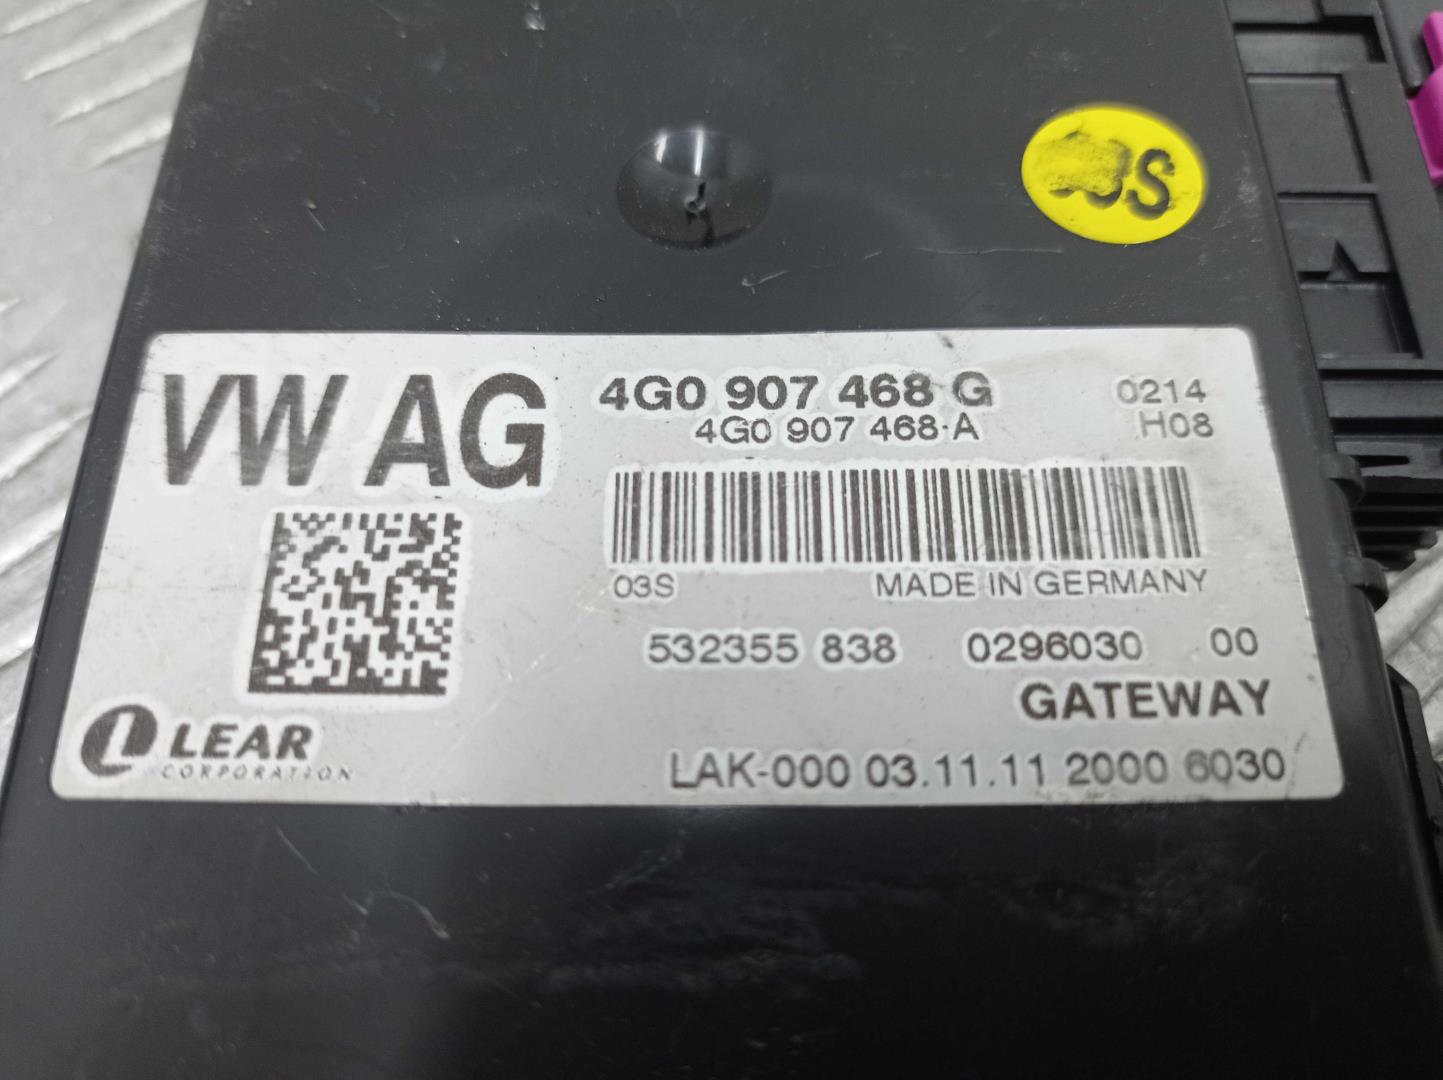 VW AG
4G0 907 468 G 0214
4G0 907 468 A H08
03S MADE IN GERMANY
532355 838 0296030 00
GATEWAY
LEAR
CORPORATION
LAK-000 03.11.11 2000 6030